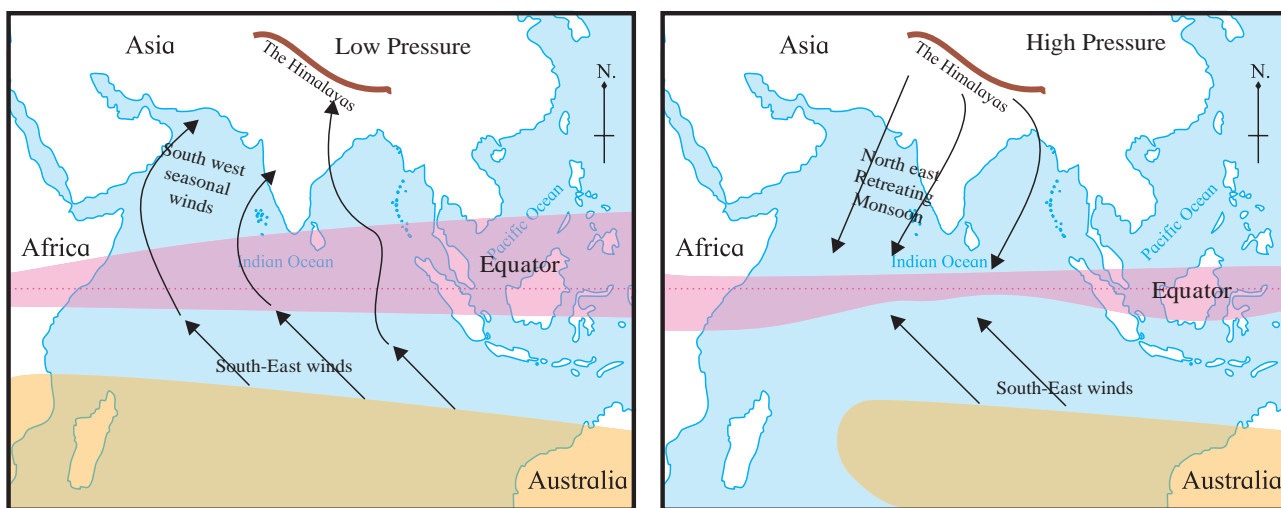 Asia
Low Pressure
The Himalayas
N.
South west
seasonal
winds
Pacific Ocean
Africa
Indian Ocean
Equator
South-East winds
Australia
Asia
High Pressure
The Himalayas
N.
North east
Retreating
Monsoon
Pacific Ocean
Africa
Indian Ocean
Equator
South-East winds
Australia